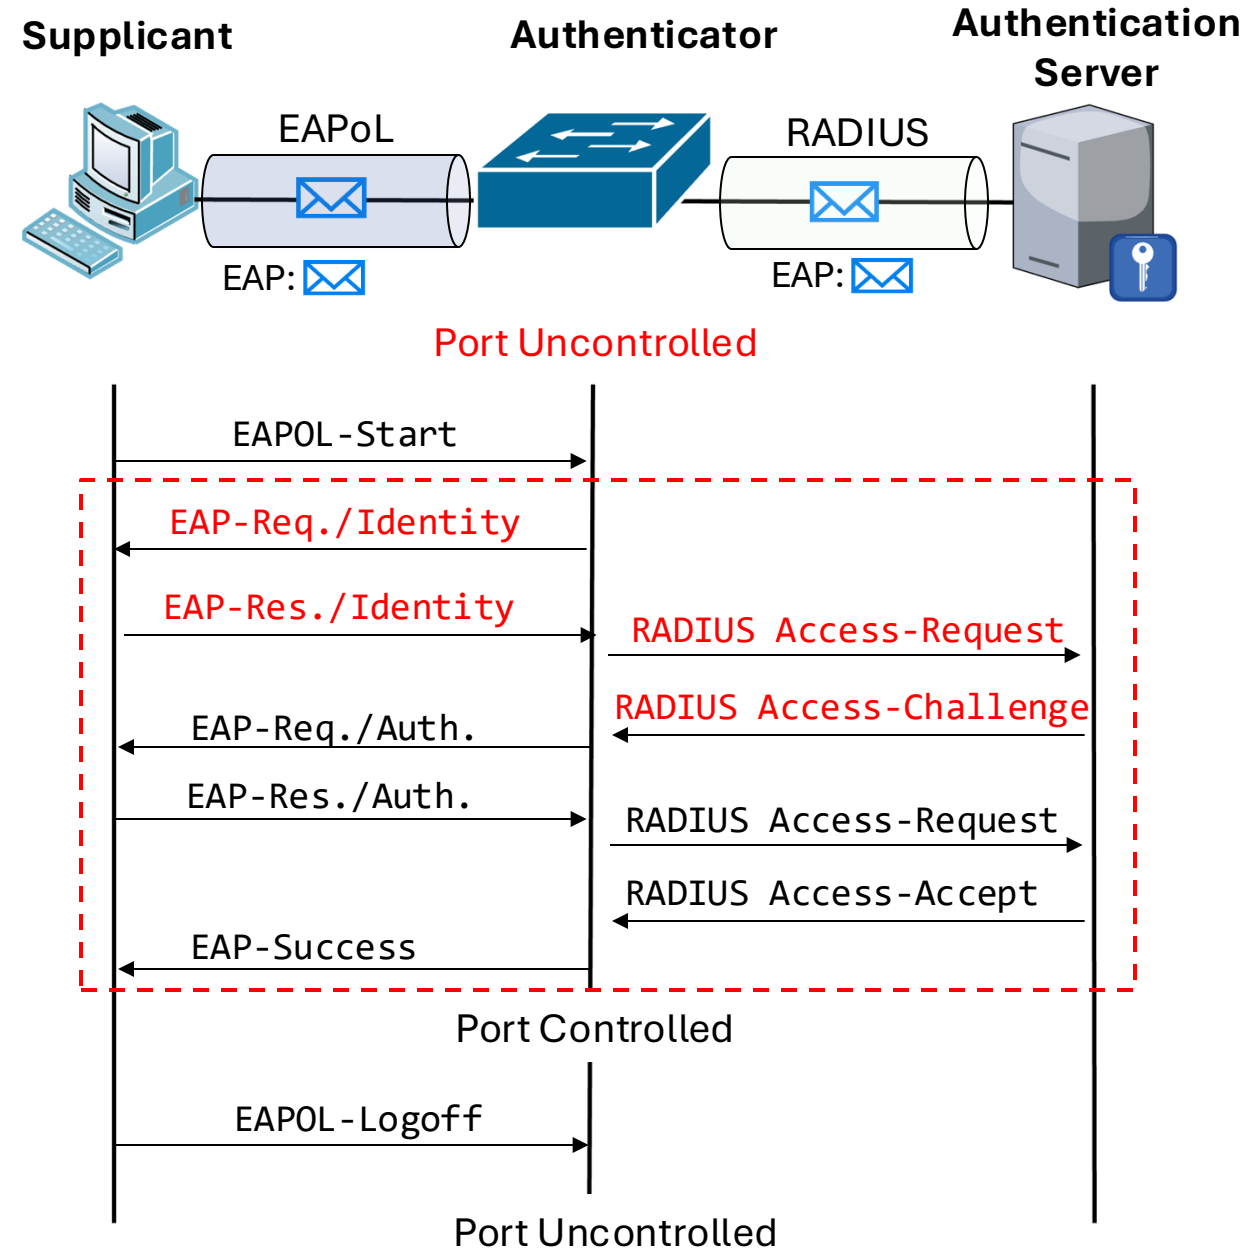 Supplicant
Authenticator
Authentication
Server
EAPoL
RADIUS
EAP:
EAP:
Port Uncontrolled
EAPOL-Start
EAP-Req./Identity
EAP-Res./Identity
RADIUS Access-Request
RADIUS Access-Challenge
EAP-Req./Auth.
EAP-Res./Auth.
RADIUS Access-Request
RADIUS Access-Accept
EAP-Success
Port Controlled
EAPOL-Logoff
Port Uncontrolled